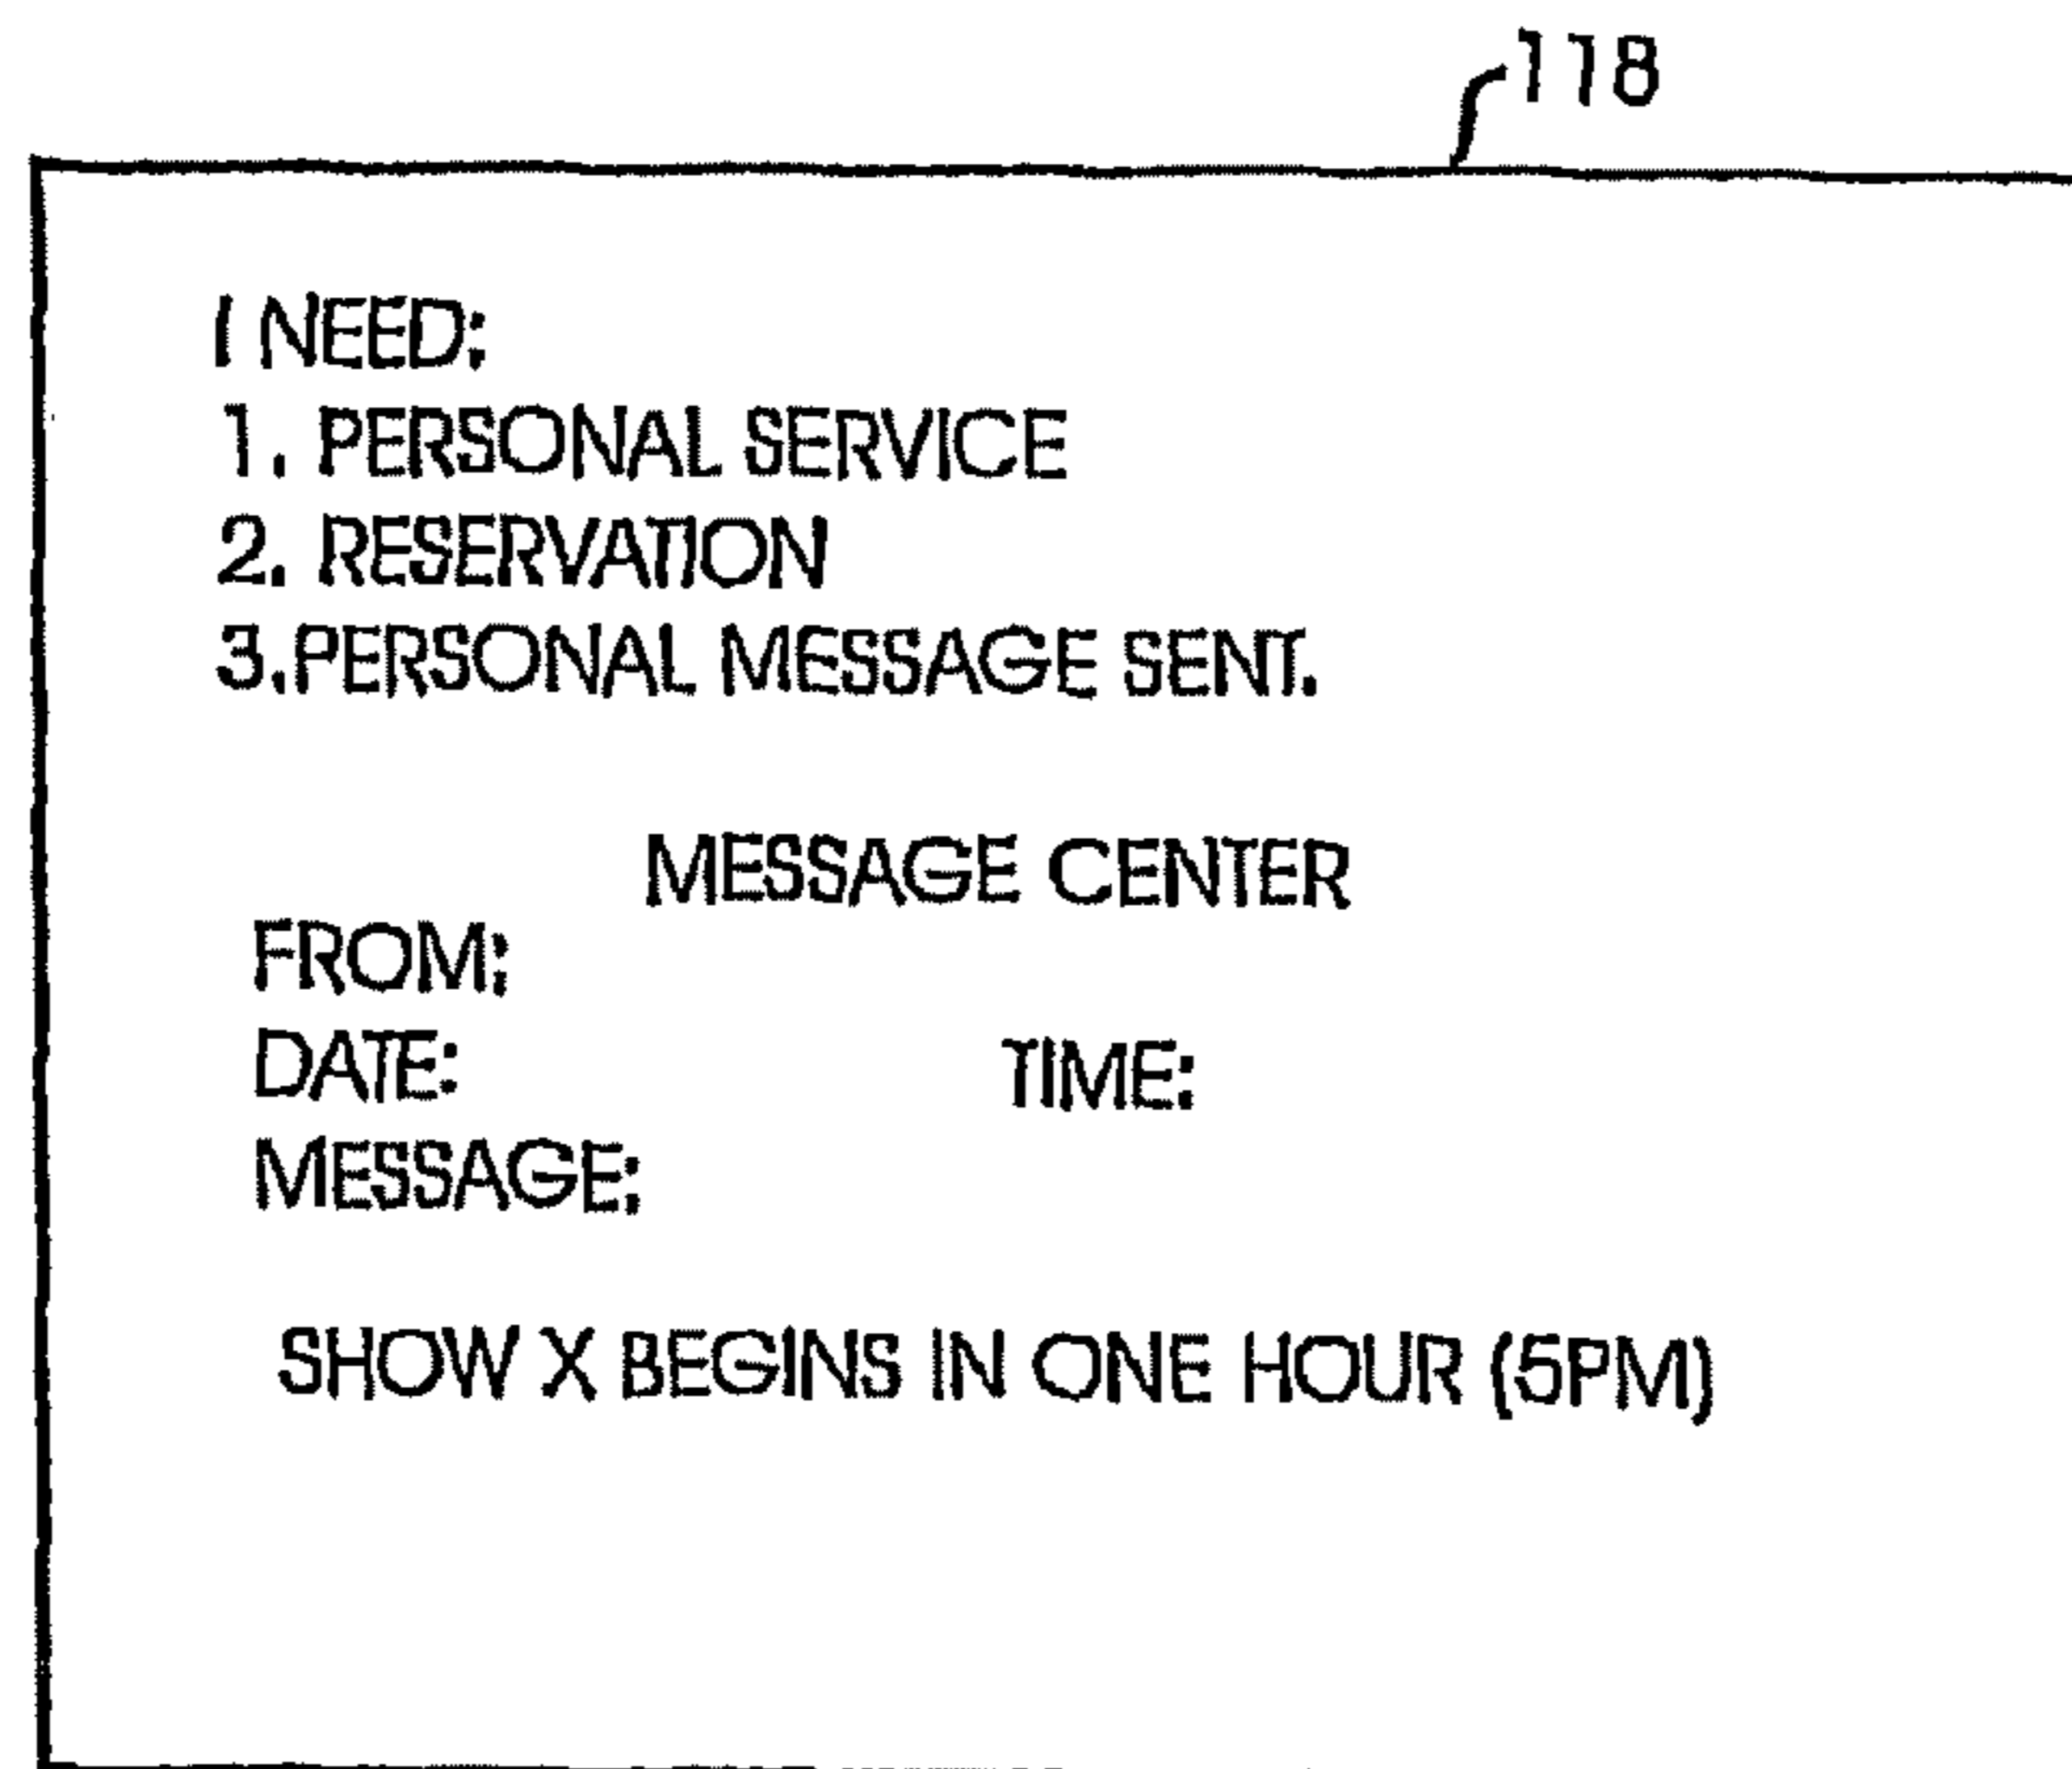 118
I NEED:
1. PERSONAL SERVICE
2. RESERVATION
3.PERSONAL MESSAGE SENT.
MESSAGE CENTER
FROM:
DATE: TIME:
MESSAGE:
SHOW X BEGINS IN ONE HOUR (5PM)